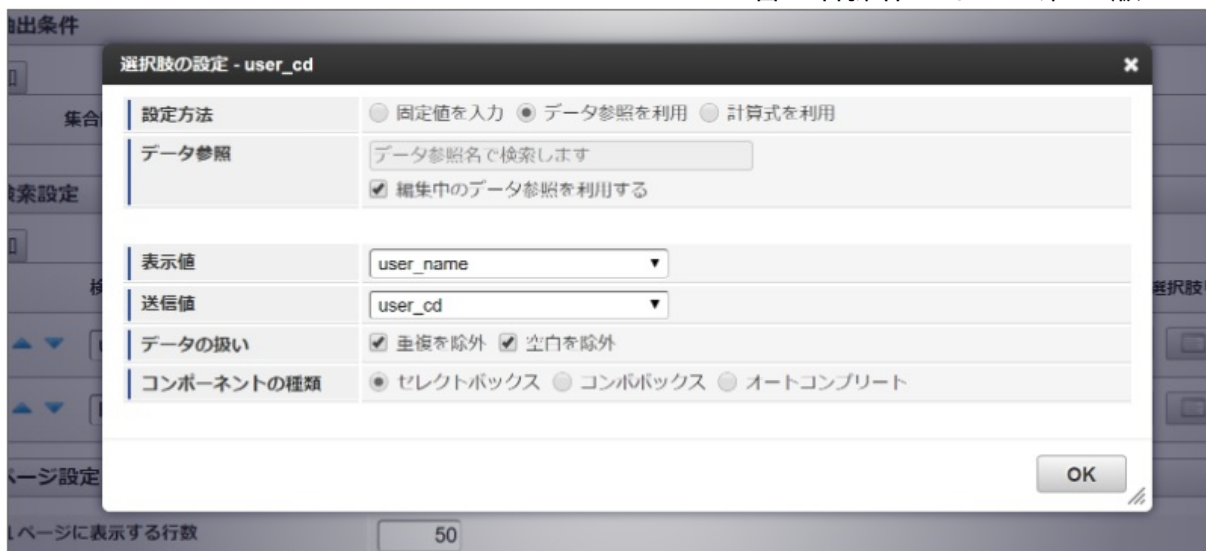 抽出条件
選択肢の設定 - user_cd
設定方法 固定値を入力 データ参照を利用 計算式を利用
集合
データ参照 データ参照名で検索します
編集中のデータ参照を利用する
検索設定
表示値 user_name
送信値 user_cd
選択肢
データの扱い 重複を除外 空白を除外
コンポーネントの種類 セレクトボックス コンボボックス オートコンプリート
ページ設定
OK
1ページに表示する行数 50